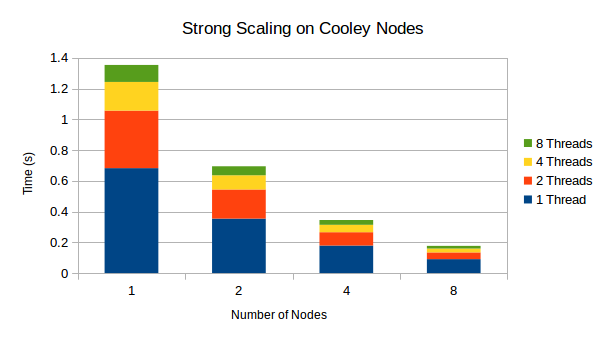 Strong Scaling on Cooley Nodes
1.4
1.2
1
0.8
0.6
0.4
0.2
0
Time (s)
1 2 4 8
Number of Nodes
8 Threads
4 Threads
2 Threads
1 Thread